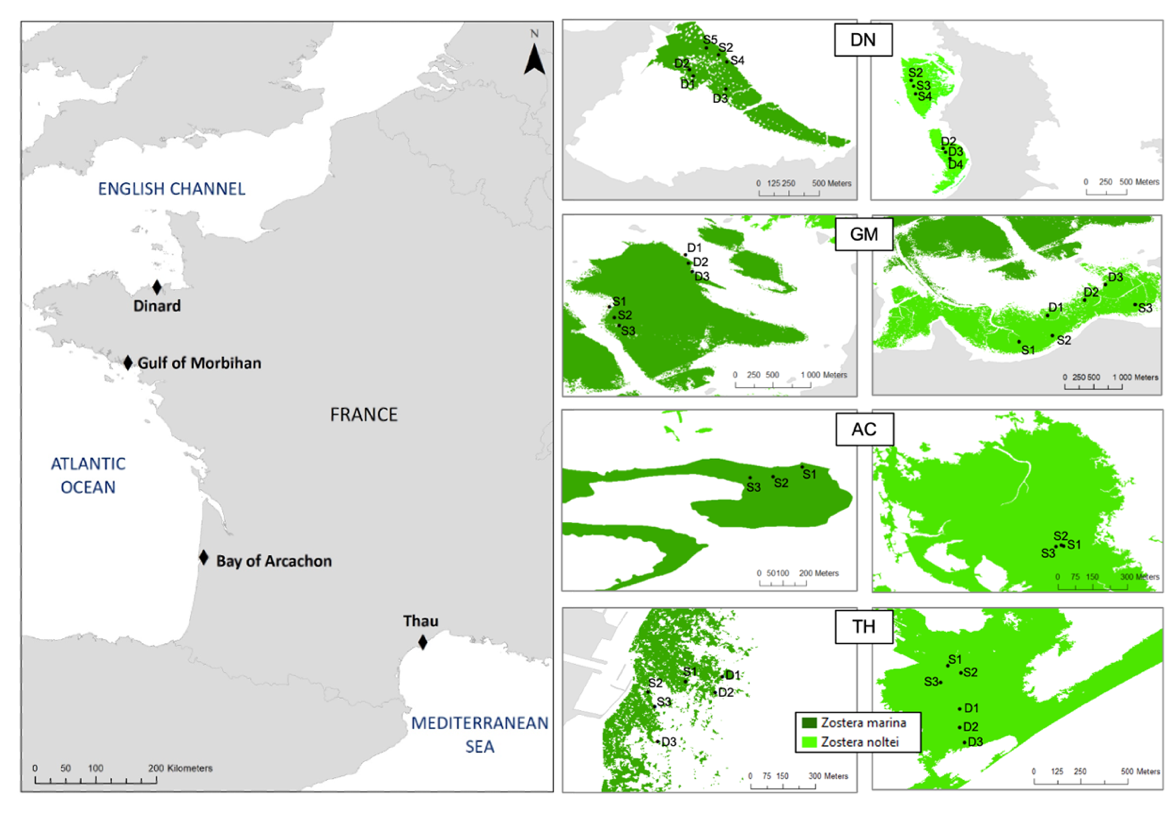 N
ENGLISH CHANNEL
Dinard
Gulf of Morbihan
FRANCE
ATLANTIC
OCEAN
Bay of Arcachon
Thau
MEDITERRANEAN
SEA
0 50 100 200 Kilometers
DN
S5
S2
S4
D2
D1
D3
0 125 250 500 Meters
S2
S3
S4
D2
D3
D4
0 250 500 Meters
GM
D1
D2
D3
S1
S2
S3
0 250 500 1 000 Meters
D3
D2
D1
S3
S2
S1
0 250 500 1 000 Meters
AC
S1
S2
S3
0 50 100 200 Meters
S2
S1
S3
0 75 150 300 Meters
TH
S1
D1
S2
D2
S3
D3
0 75 150 300 Meters
S1
S2
S3
D1
D2
D3
0 125 250 500 Meters
Zostera marina
Zostera noltei